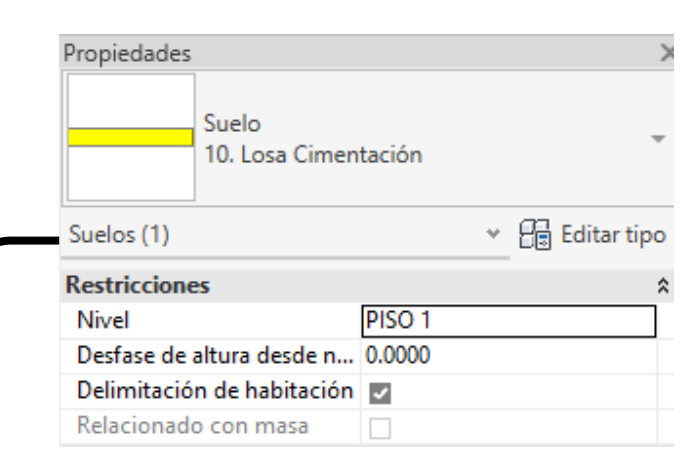 Propiedades
Suelo
10. Losa Cimentación
Suelos (1)
Editar tipo
Restricciones
Nivel PISO 1
Desfase de altura desde n... 0.0000
Delimitación de habitación
Relacionado con masa